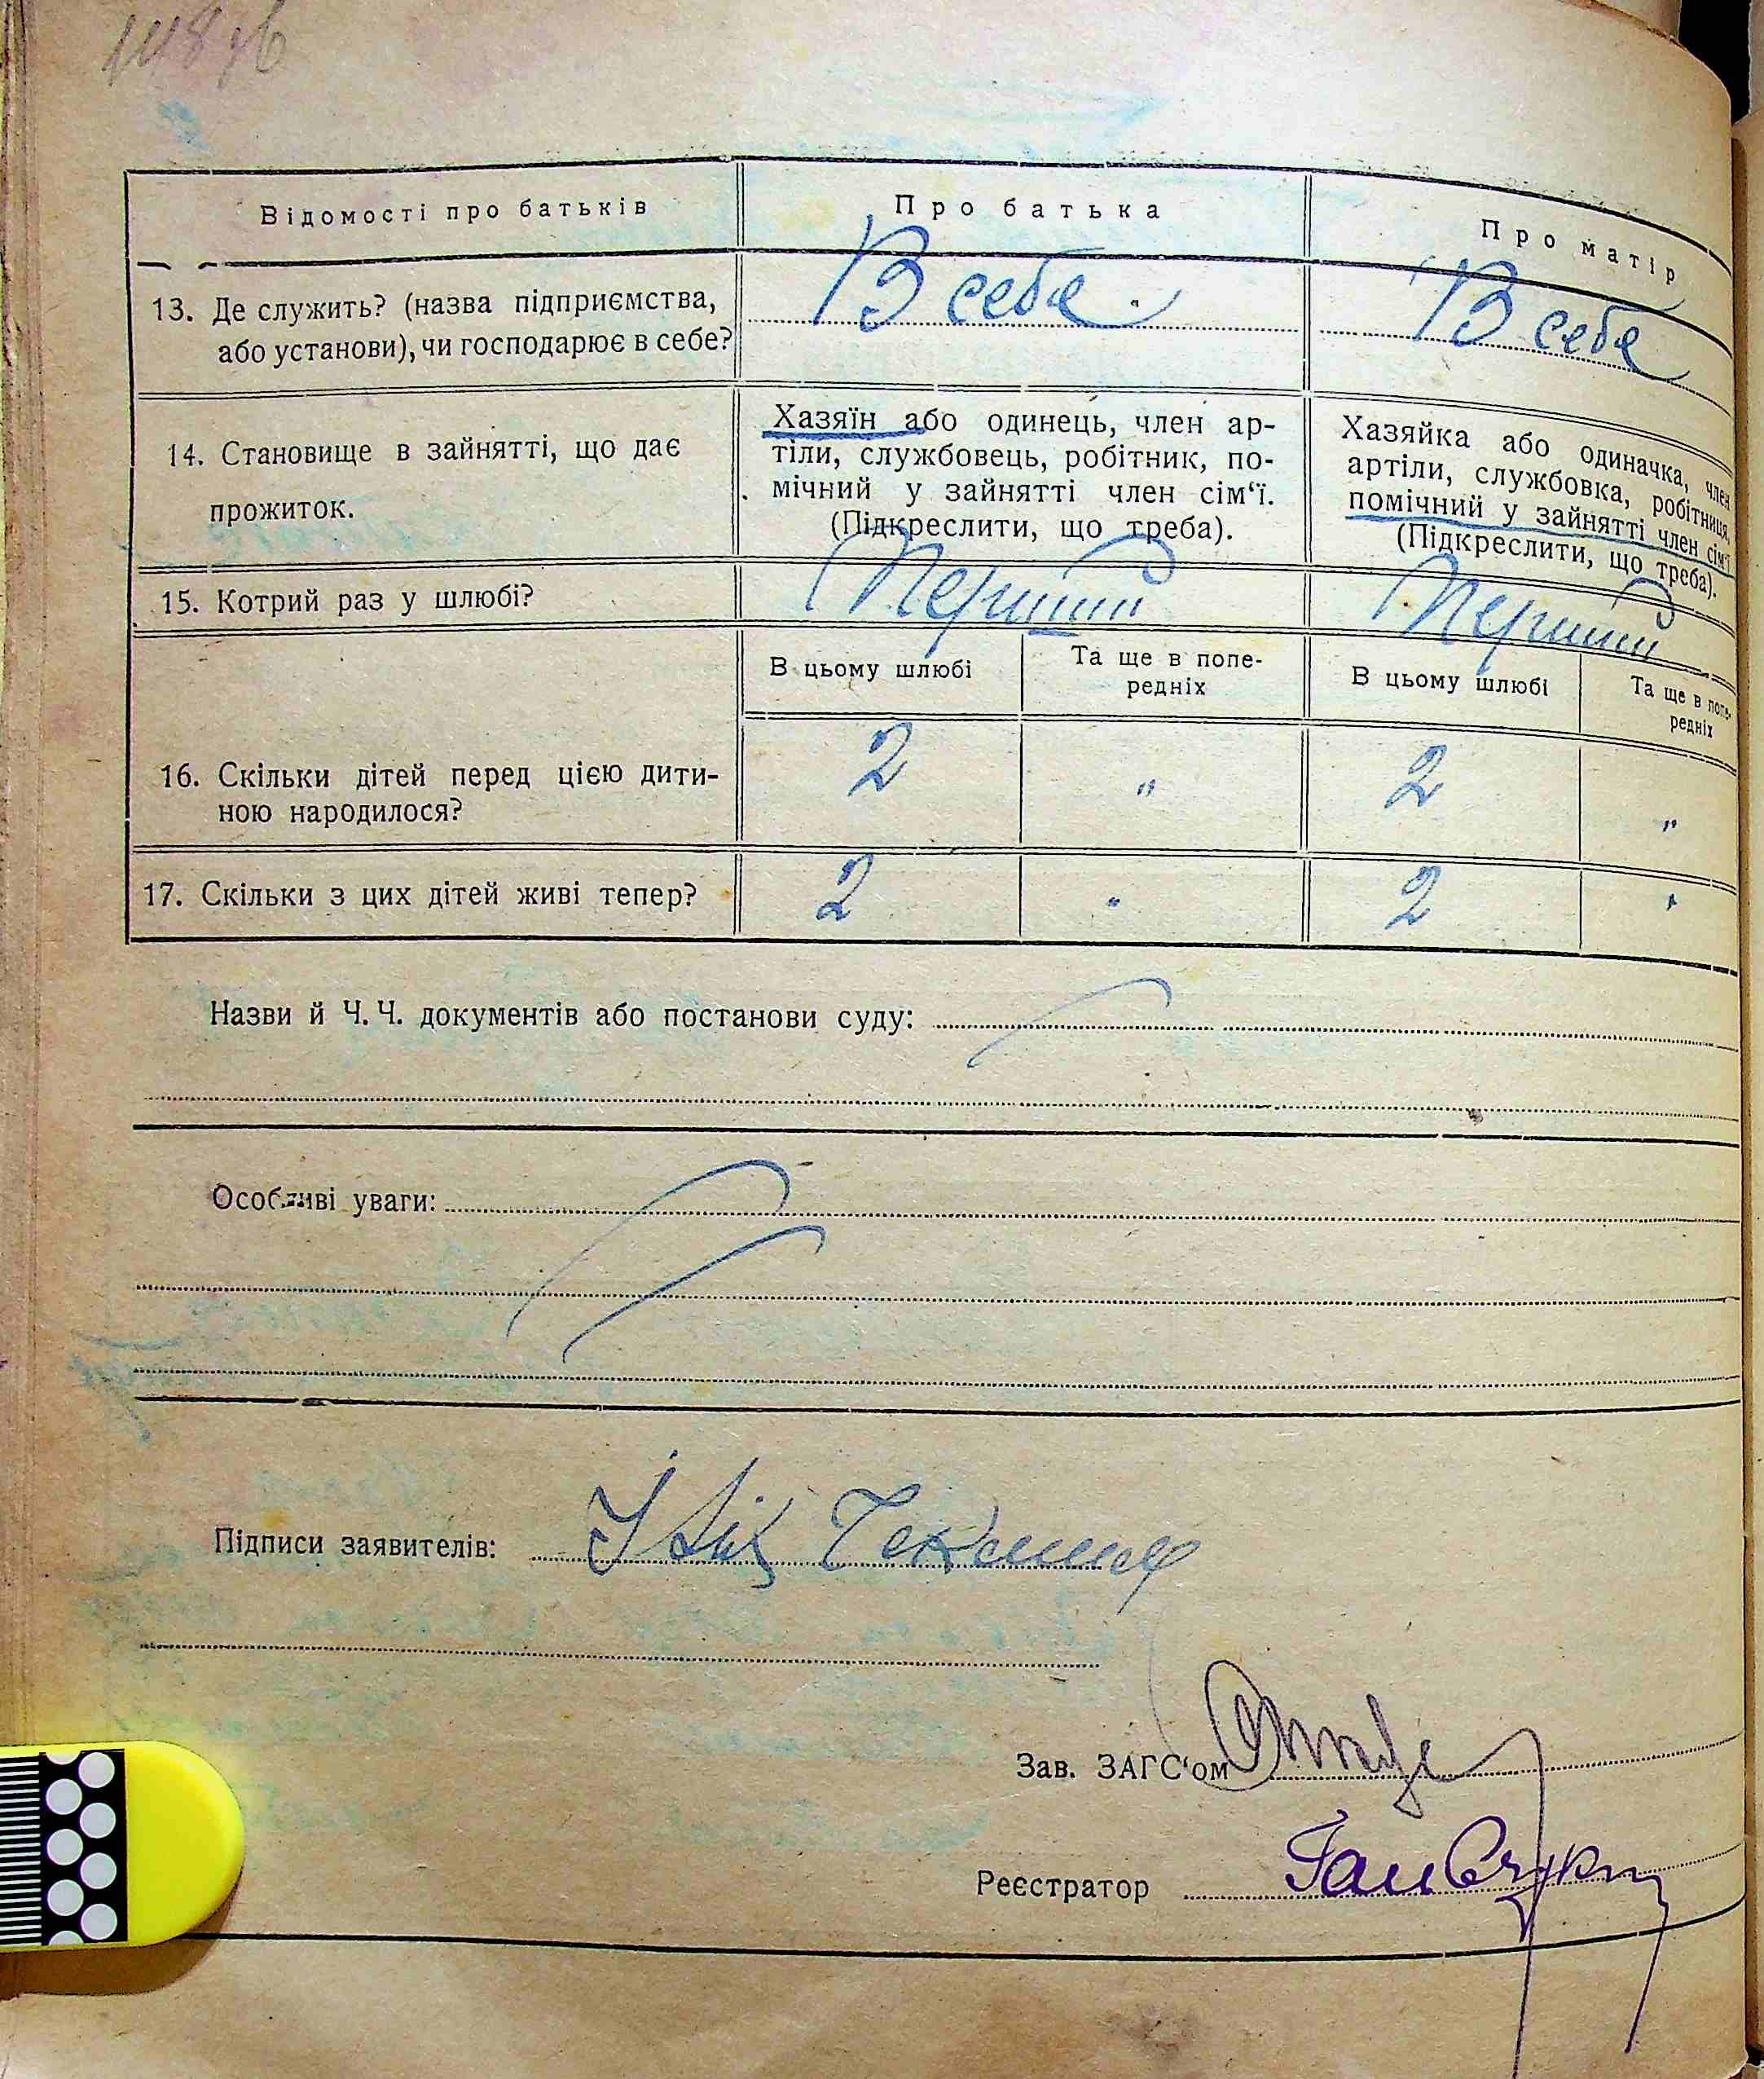 148 зв
Відомості про батьків
Про батька
Про матір
13. Де служить? (назва підприємства,
або установи), чи господарює в себе?
В себе
В себе
14. Становище в зайнятті, що дає
прожиток.
Хазяїн або одинець, член ар-
тіли, службовець, робітник, по-
мічний у зайнятті член сім‘ї.
(Підкреслити, що треба).
Хазяйка або одиначка, член
артіли, службовка, робітниця,
помічний у зайнятті член сім‘ї
(Підкреслити, що треба).
15. Котрий раз у шлюбі?
Перший
Перший
В цьому шлюбі
Та ще в попе-
редніх
В цьому шлюбі
Та ще в попе-
редніх
16. Скільки дітей перед цією дити-
ною народилося?
2
"
2
"
17. Скільки з цих дітей живі тепер?
2
"
2
"
Назви й Ч. Ч. документів або постанови суду:
Особливі уваги:
Підписи заявителів:
Зав. ЗАГС‘ом
Реєстратор